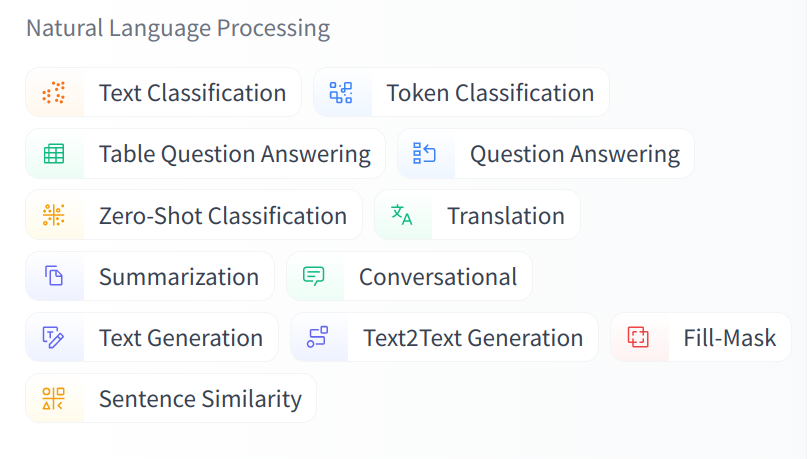 Natural Language Processing
Text Classification Token Classification
Table Question Answering Question Answering
Zero-Shot Classification Translation
Summarization Conversational
Text Generation Text2Text Generation Fill-Mask
Sentence Similarity